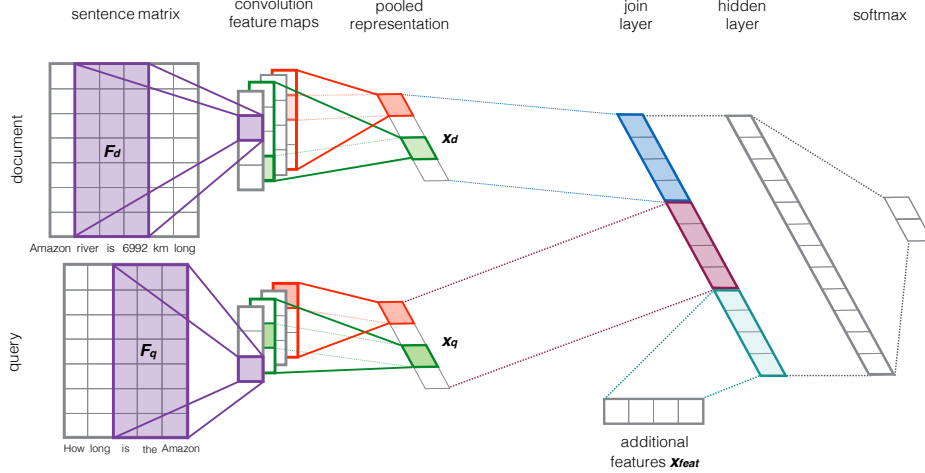 sentence matrix
convolution
feature maps
pooled
representation
join
layer
hidden
layer
softmax
document
F_d
x_d
Amazon river is 6992 km long
query
F_q
x_q
How long is the Amazon
additional
features x_feat